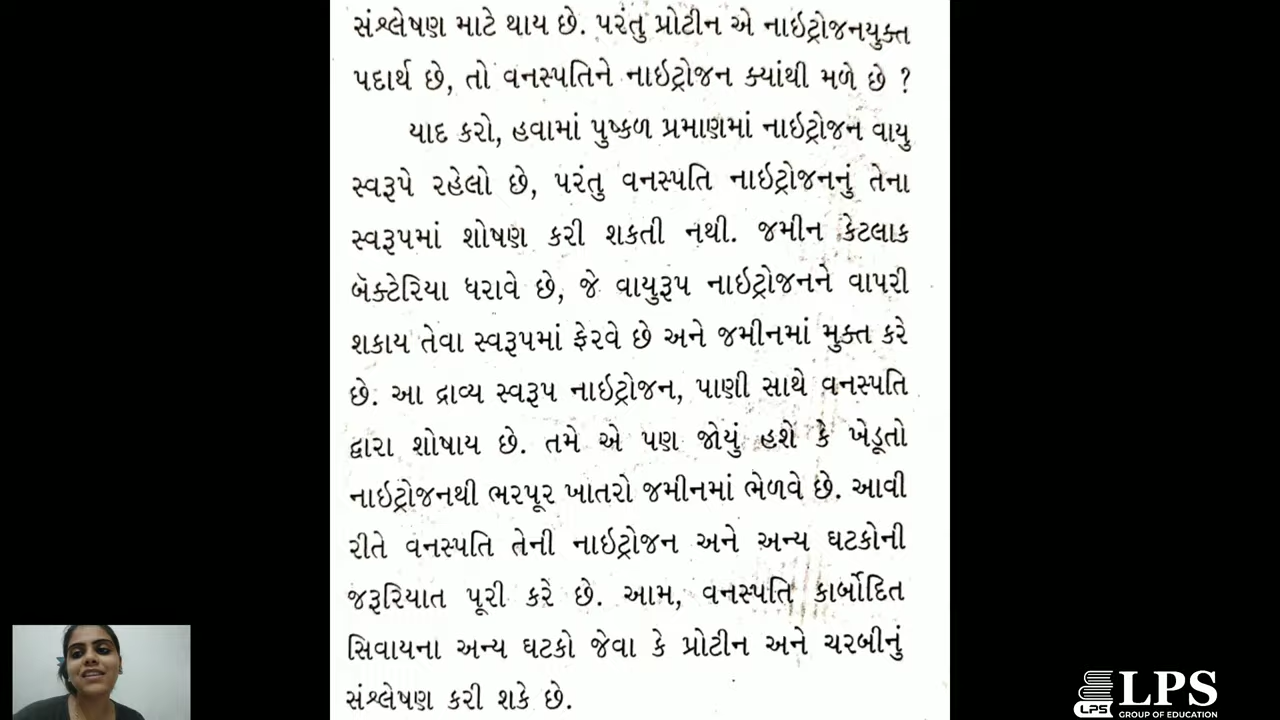 સંશ્લેષણ માટે થાય છે. પરંતુ પ્રોટીન એ નાઇટ્રોજનયુક્ત
પદાર્થ છે, તો વનસ્પતિને નાઇટ્રોજન ક્યાંથી મળે છે ?
યાદ કરો, હવામાં પુષ્કળ પ્રમાણમાં નાઇટ્રોજન વાયુ
સ્વરૂપે રહેલો છે, પરંતુ વનસ્પતિ નાઇટ્રોજનનું તેના
સ્વરૂપમાં શોષણ કરી શકતી નથી. જમીન કેટલાક
બૅક્ટેરિયા ધરાવે છે, જે વાયુરૂપ નાઇટ્રોજનને વાપરી
શકાય તેવા સ્વરૂપમાં ફેરવે છે અને જમીનમાં મુક્ત કરે
છે. આ દ્રાવ્ય સ્વરૂપ નાઇટ્રોજન, પાણી સાથે વનસ્પતિ
દ્વારા શોષાય છે. તમે એ પણ જોયું હશે કે ખેડૂતો
નાઇટ્રોજનથી ભરપૂર ખાતરો જમીનમાં ભેળવે છે. આવી
રીતે વનસ્પતિ તેની નાઇટ્રોજન અને અન્ય ઘટકોની
જરૂરિયાત પૂરી કરે છે. આમ, વનસ્પતિ કાર્બોદિત
સિવાયના અન્ય ઘટકો જેવા કે પ્રોટીન અને ચરબીનું
સંશ્લેષણ કરી શકે છે.
LPS
LPS
GROUP OF EDUCATION